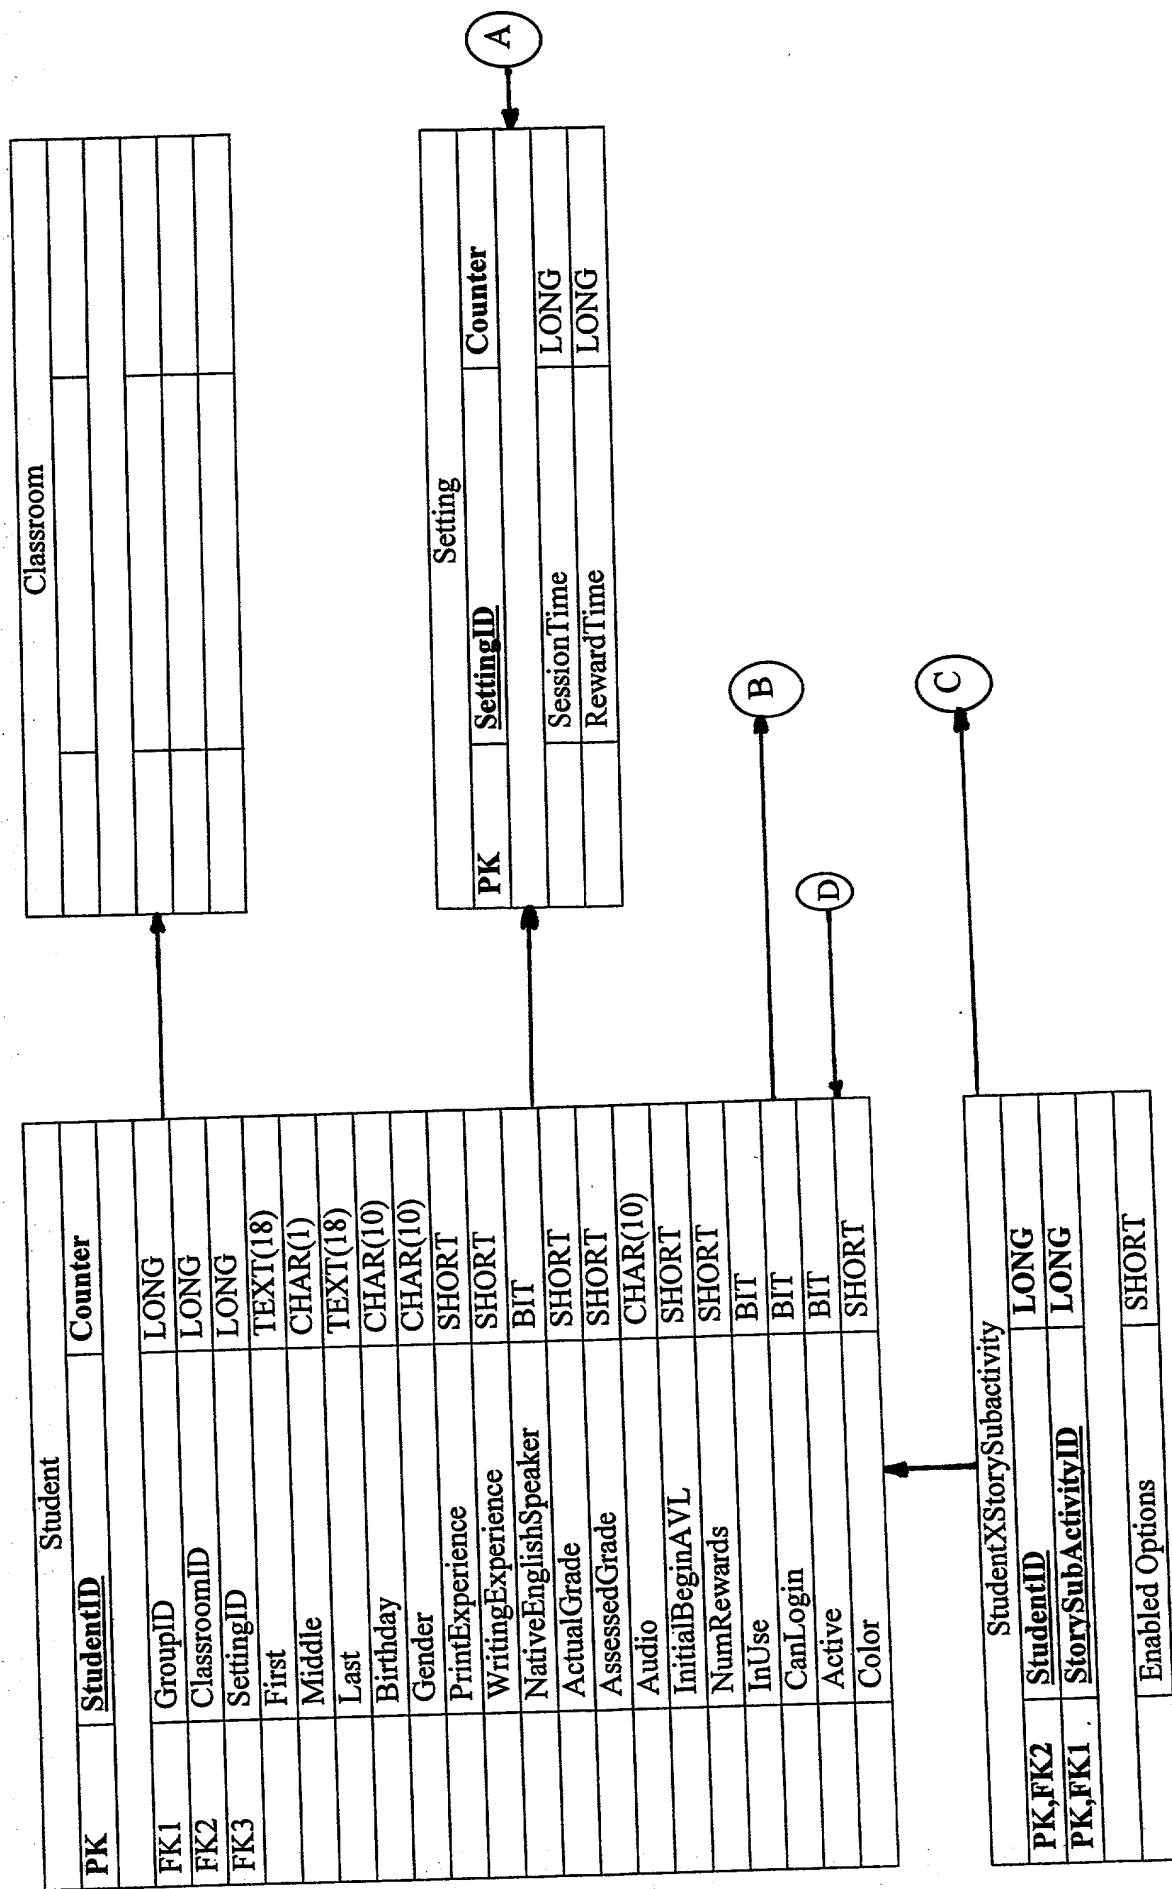 Student
PK StudentID Counter
FK1 GroupID LONG
FK2 ClassroomID LONG
FK3 SettingID LONG
First TEXT(18)
Middle CHAR(1)
Last TEXT(18)
Birthday CHAR(10)
Gender CHAR(10)
PrintExperience SHORT
WritingExperience SHORT
NativeEnglishSpeaker BIT
ActualGrade SHORT
AssessedGrade SHORT
Audio CHAR(10)
InitialBeginAVL SHORT
NumRewards SHORT
InUse BIT
CanLogin BIT
Active BIT
Color SHORT
Classroom
Setting
PK SettingID Counter
SessionTime LONG
RewardTime LONG
A
B
D
C
StudentXStorySubactivity
PK,FK2 StudentID LONG
PK,FK1 StorySubActivityID LONG
Enabled Options SHORT